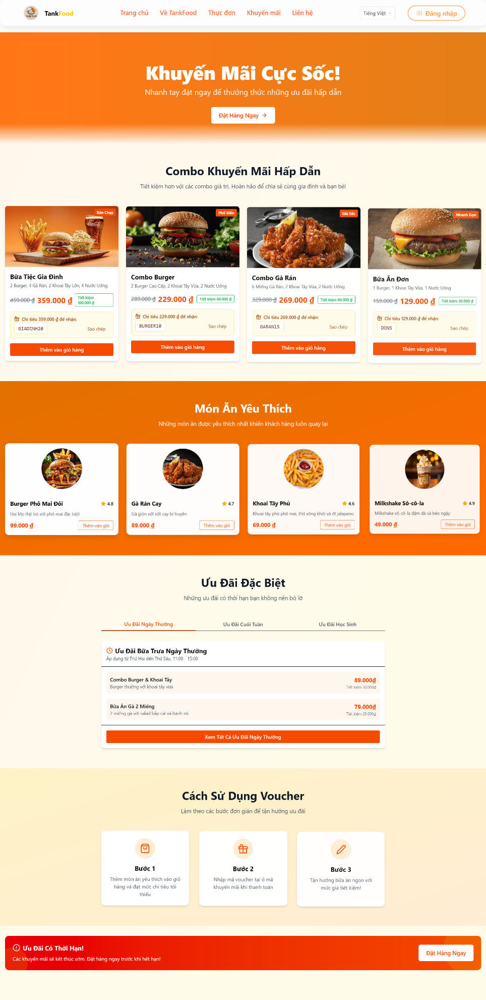 TankFood
Trang chủ
Về TankFood
Thực đơn
Khuyến mãi
Liên hệ
Tiếng Việt
Đăng nhập
Khuyến Mãi Cực Sốc!
Nhanh tay đặt ngay để thưởng thức những ưu đãi hấp dẫn
Đặt Hàng Ngay →
Combo Khuyến Mãi Hấp Dẫn
Tiết kiệm hơn với các combo giá trị. Hoàn hảo để chia sẻ cùng gia đình và bạn bè!
Bán Chạy
Bữa Tiệc Gia Đình
2 Burger, 4 Gà Rán, 2 Khoai Tây Lớn, 4 Nước Uống
459.000 ₫ 359.000 ₫
Tiết kiệm
100.000 ₫
Chi tiêu 359.000 ₫ để nhận:
GIADINH20
Sao chép
Thêm vào giỏ hàng
Phổ Biến
Combo Burger
2 Burger Cao Cấp, 2 Khoai Tây Vừa, 2 Nước Uống
289.000 ₫ 229.000 ₫ Tiết kiệm 60.000 ₫
Chi tiêu 229.000 ₫ để nhận:
BURGER10
Sao chép
Thêm vào giỏ hàng
Giá Sốc
Combo Gà Rán
6 Miếng Gà Rán, 2 Khoai Tây Vừa, 2 Nước Uống
329.000 ₫ 269.000 ₫ Tiết kiệm 60.000 ₫
Chi tiêu 269.000 ₫ để nhận:
GARAN15
Sao chép
Thêm vào giỏ hàng
Nhanh Gọn
Bữa Ăn Đơn
1 Burger, 1 Khoai Tây Vừa, 1 Nước Uống
159.000 ₫ 129.000 ₫ Tiết kiệm 30.000 ₫
Chi tiêu 129.000 ₫ để nhận:
DON5
Sao chép
Thêm vào giỏ hàng
Món Ăn Yêu Thích
Những món ăn được yêu thích nhất khiến khách hàng luôn quay lại
Burger Phô Mai Đôi
4.8
Hai lớp thịt bò với phô mai đặc biệt
99.000 ₫
Thêm vào giỏ
Gà Rán Cay
4.7
Gà giòn với sốt cay bí truyền
89.000 ₫
Thêm vào giỏ
Khoai Tây Phủ
4.6
Khoai tây phủ phô mai, thịt xông khói và ớt jalapeno
69.000 ₫
Thêm vào giỏ
Milkshake Sô-cô-la
4.9
Milkshake sô-cô-la đậm đà và béo ngậy
49.000 ₫
Thêm vào giỏ
Ưu Đãi Đặc Biệt
Những ưu đãi có thời hạn bạn không nên bỏ lỡ
Ưu Đãi Ngày Thường
Ưu Đãi Cuối Tuần
Ưu Đãi Học Sinh
Ưu Đãi Bữa Trưa Ngày Thường
Áp dụng từ Thứ Hai đến Thứ Sáu, 11:00 - 15:00
Combo Burger & Khoai Tây
89.000₫
Burger thường với khoai tây vừa
Tiết kiệm 30.000₫
Bữa Ăn Gà 2 Miếng
79.000₫
2 miếng gà với salad bắp cải và bánh mì
Tiết kiệm 25.000₫
Xem Tất Cả Ưu Đãi Ngày Thường
Cách Sử Dụng Voucher
Làm theo các bước đơn giản để tận hưởng ưu đãi
Bước 1
Thêm món ăn yêu thích vào giỏ
hàng và đạt mức chi tiêu tối
thiểu
Bước 2
Nhập mã voucher tại ô mã
khuyến mãi khi thanh toán
Bước 3
Tận hưởng bữa ăn ngon với
mức giá tiết kiệm!
Ưu Đãi Có Thời Hạn!
Các khuyến mãi sẽ kết thúc sớm. Đặt hàng ngay trước khi hết hạn!
Đặt Hàng Ngay